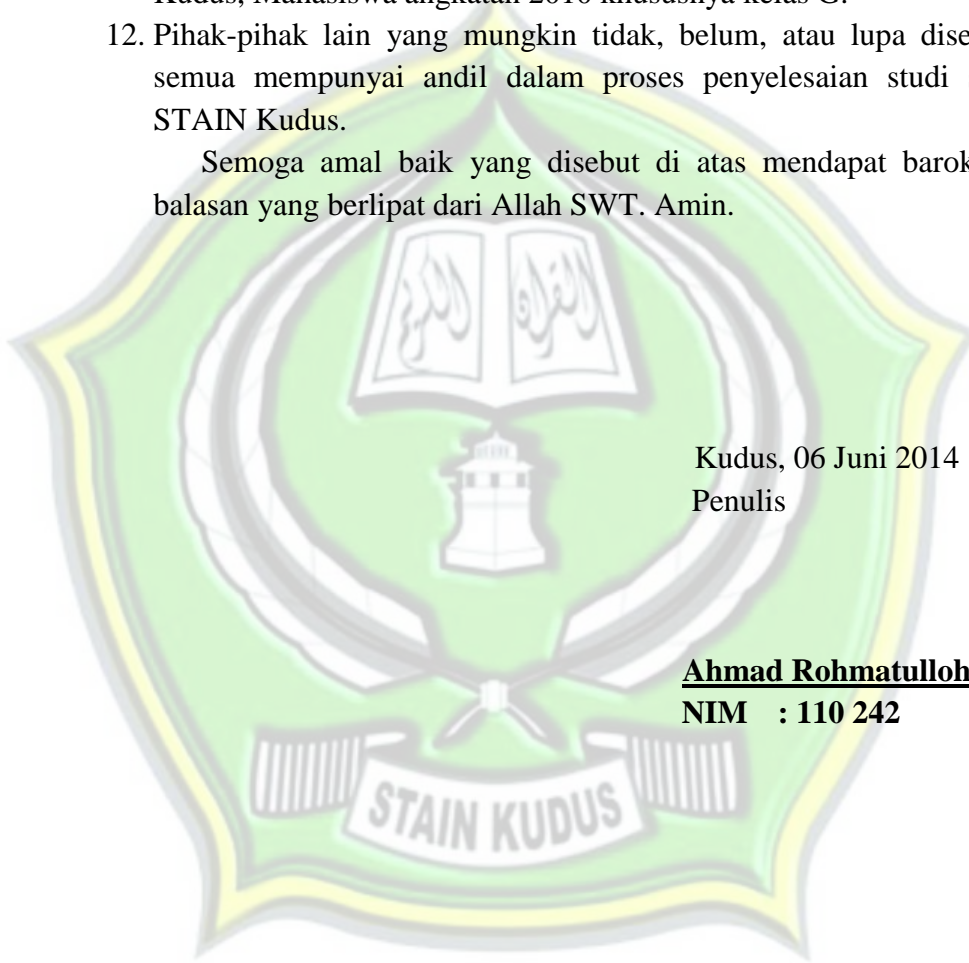 12. Pihak-pihak lain yang mungkin tidak, belum, atau lupa
semua mempunyai andil dalam proses penyelesaian studi
STAIN Kudus.
Semoga amal baik yang disebut di atas mendapat
balasan yang berlipat dari Allah SWT. Amin.
القرآن
الكريم
Kudus, 06 Juni 2014
Penulis
Ahmad Rohmatulloh
NIM : 110 242
STAIN KUDUS